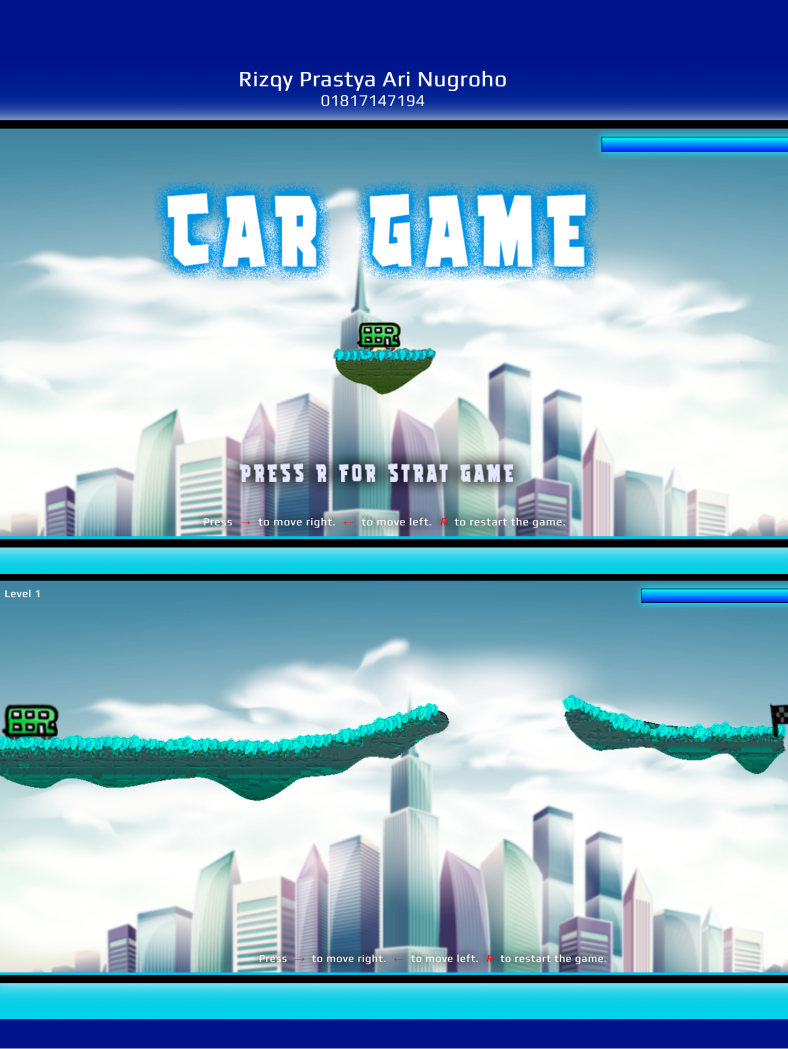 Rizqy Prastya Ari Nugroho
01817147194
CAR GAME
PRESS R FOR STRAT GAME
Press → to move right. ← to move left. R to restart the game.
Level 1
Press → to move right. ← to move left. R to restart the game.